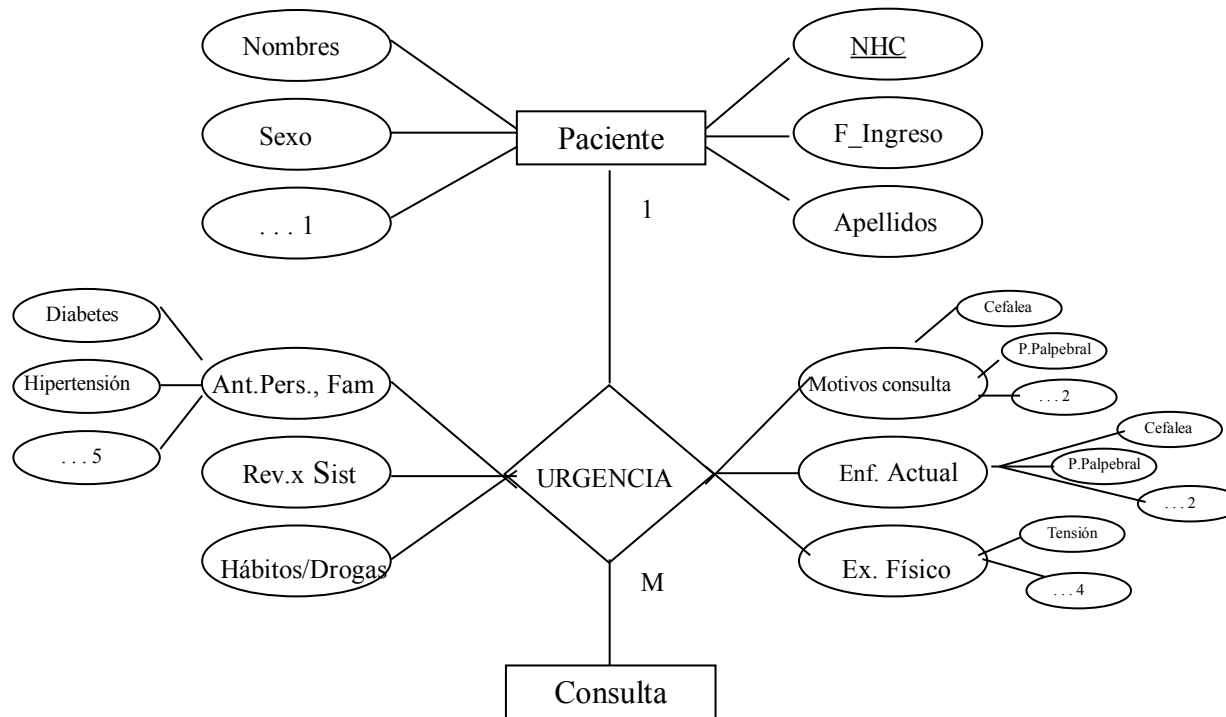 Nombres
NHC
Sexo
Paciente
F_Ingreso
. . . 1
1
Apellidos
Diabetes
Cefalea
Hipertensión
Ant.Pers., Fam
Motivos consulta
P.Palpebral
. . . 2
. . . 5
Rev.x Sist
URGENCIA
Enf. Actual
Cefalea
P.Palpebral
. . . 2
Hábitos/Drogas
Ex. Físico
Tensión
. . . 4
M
Consulta